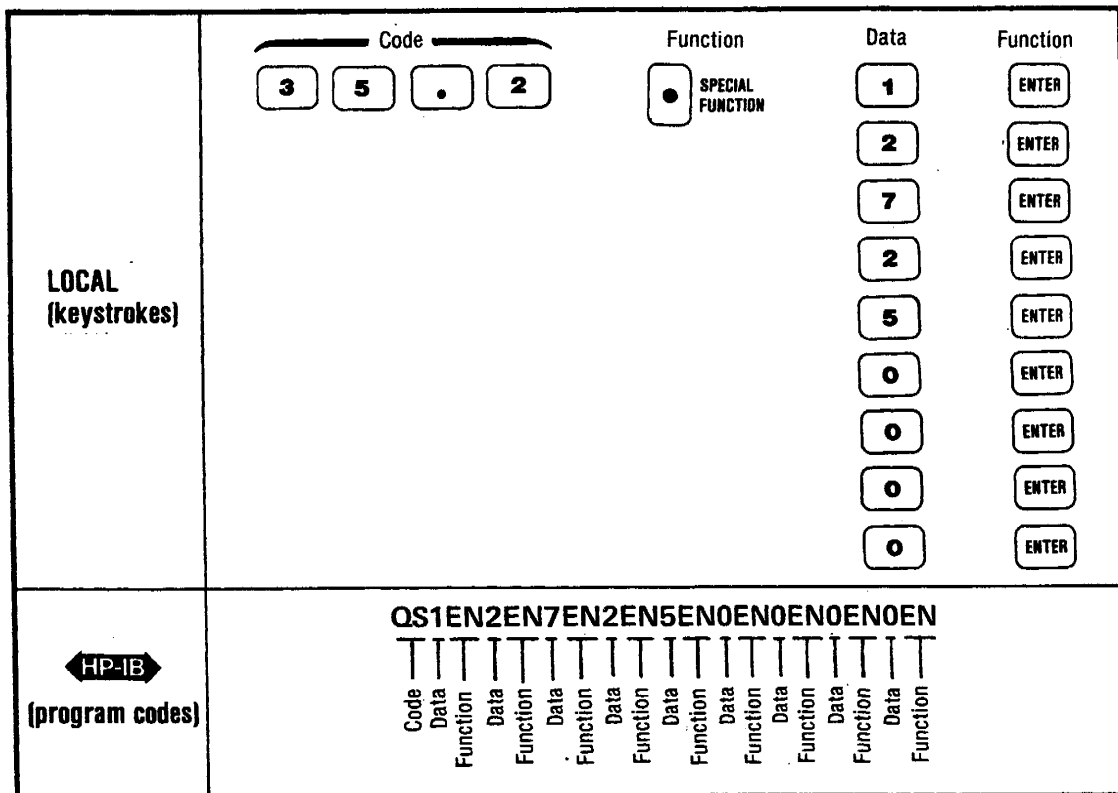 Code Function Data Function
3 5 . 2 SPECIAL FUNCTION 1 ENTER
2 ENTER
7 ENTER
2 ENTER
LOCAL
(keystrokes)
5 ENTER
0 ENTER
0 ENTER
0 ENTER
0 ENTER
QS1EN2EN7EN2EN5EN0EN0EN0EN0EN
HP-IB
(program codes)
Code Data Function Data Function Data Function Data Function Data Function Data Function Data Function Data Function Data Function